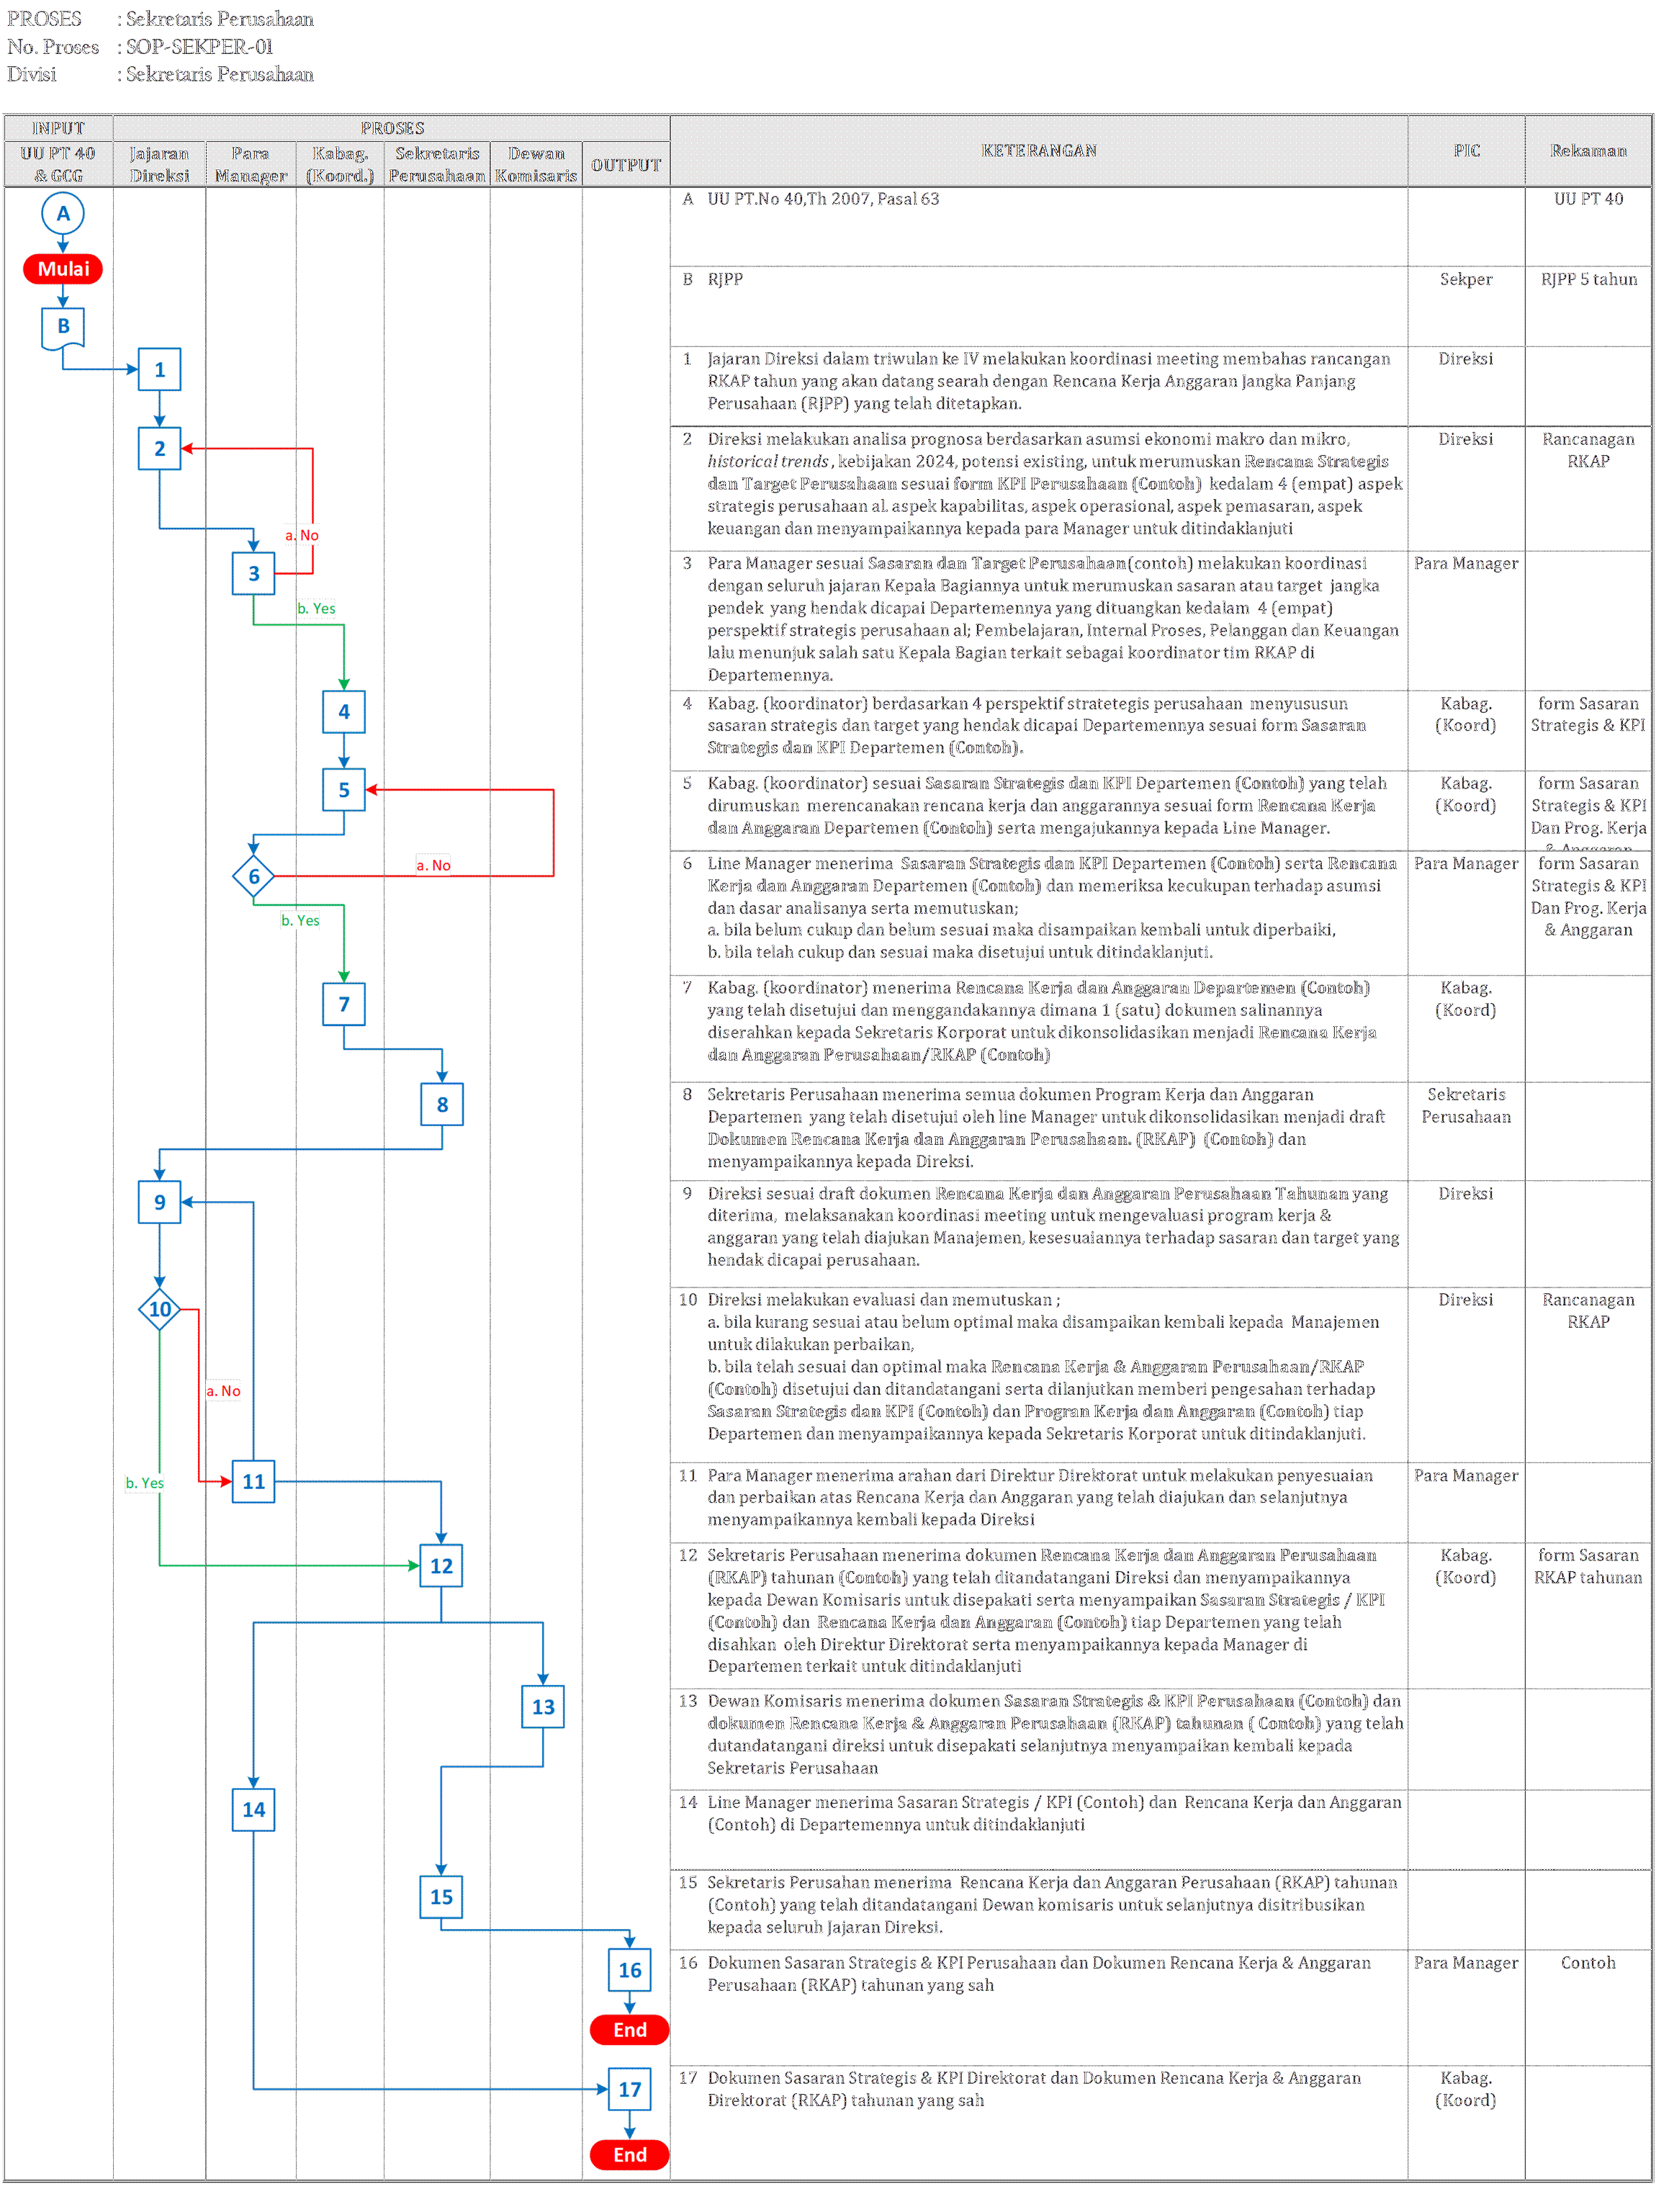 PROSES : Sekretaris Perusahaan
No. Proses : SOP-SEKPER-01
Divisi : Sekretaris Perusahaan
INPUT
PROSES
KETERANGAN
PIC
Rekaman
UU PT 40
& GCG
Jajaran
Direksi
Para
Manager
Kabag.
(Koord.)
Sekretaris
Perusahaan
Dewan
Komisaris
OUTPUT
A
Mulai
B
1
2
a. No
3
b. Yes
4
5
6
a. No
b. Yes
7
8
9
10
a. No
b. Yes
11
12
13
14
15
16
End
17
End
A UU PT.No 40,Th 2007, Pasal 63
UU PT 40
B RJPP
Sekper
RJPP 5 tahun
1 Jajaran Direksi dalam triwulan ke IV melakukan koordinasi meeting membahas rancangan
RKAP tahun yang akan datang searah dengan Rencana Kerja Anggaran Jangka Panjang
Perusahaan (RJPP) yang telah ditetapkan.
Direksi
2 Direksi melakukan analisa prognosa berdasarkan asumsi ekonomi makro dan mikro,
historical trends, kebijakan 2024, potensi existing, untuk merumuskan Rencana Strategis
dan Target Perusahaan sesuai form KPI Perusahaan (Contoh) kedalam 4 (empat) aspek
strategis perusahaan al. aspek kapabilitas, aspek operasional, aspek pemasaran, aspek
keuangan dan menyampaikannya kepada para Manager untuk ditindaklanjuti
Direksi
Rancanagan
RKAP
3 Para Manager sesuai Sasaran dan Target Perusahaan(contoh) melakukan koordinasi
dengan seluruh jajaran Kepala Bagiannya untuk merumuskan sasaran atau target jangka
pendek yang hendak dicapai Departemennya yang dituangkan kedalam 4 (empat)
perspektif strategis perusahaan al; Pembelajaran, Internal Proses, Pelanggan dan Keuangan
lalu menunjuk salah satu Kepala Bagian terkait sebagai koordinator tim RKAP di
Departemennya.
Para Manager
4 Kabag. (koordinator) berdasarkan 4 perspektif stratetegis perusahaan menyususun
sasaran strategis dan target yang hendak dicapai Departemennya sesuai form Sasaran
Strategis dan KPI Departemen (Contoh).
Kabag.
(Koord)
form Sasaran
Strategis & KPI
5 Kabag. (koordinator) sesuai Sasaran Strategis dan KPI Departemen (Contoh) yang telah
dirumuskan merencanakan rencana kerja dan anggarannya sesuai form Rencana Kerja
dan Anggaran Departemen (Contoh) serta mengajukannya kepada Line Manager.
Kabag.
(Koord)
form Sasaran
Strategis & KPI
Dan Prog. Kerja
& Anggaran
6 Line Manager menerima Sasaran Strategis dan KPI Departemen (Contoh) serta Rencana
Kerja dan Anggaran Departemen (Contoh) dan memeriksa kecukupan terhadap asumsi
dan dasar analisanya serta memutuskan;
a. bila belum cukup dan belum sesuai maka disampaikan kembali untuk diperbaiki,
b. bila telah cukup dan sesuai maka disetujui untuk ditindaklanjuti.
Para Manager
form Sasaran
Strategis & KPI
Dan Prog. Kerja
& Anggaran
7 Kabag. (koordinator) menerima Rencana Kerja dan Anggaran Departemen (Contoh)
yang telah disetujui dan menggandakannya dimana 1 (satu) dokumen salinannya
diserahkan kepada Sekretaris Korporat untuk dikonsolidasikan menjadi Rencana Kerja
dan Anggaran Perusahaan/RKAP (Contoh)
Kabag.
(Koord)
8 Sekretaris Perusahaan menerima semua dokumen Program Kerja dan Anggaran
Departemen yang telah disetujui oleh line Manager untuk dikonsolidasikan menjadi draft
Dokumen Rencana Kerja dan Anggaran Perusahaan. (RKAP) (Contoh) dan
menyampaikannya kepada Direksi.
Sekretaris
Perusahaan
9 Direksi sesuai draft dokumen Rencana Kerja dan Anggaran Perusahaan Tahunan yang
diterima, melaksanakan koordinasi meeting untuk mengevaluasi program kerja &
anggaran yang telah diajukan Manajemen, kesesuaiannya terhadap sasaran dan target yang
hendak dicapai perusahaan.
Direksi
10 Direksi melakukan evaluasi dan memutuskan ;
a. bila kurang sesuai atau belum optimal maka disampaikan kembali kepada Manajemen
untuk dilakukan perbaikan,
b. bila telah sesuai dan optimal maka Rencana Kerja & Anggaran Perusahaan/RKAP
(Contoh) disetujui dan ditandatangani serta dilanjutkan memberi pengesahan terhadap
Sasaran Strategis dan KPI (Contoh) dan Progran Kerja dan Anggaran (Contoh) tiap
Departemen dan menyampaikannya kepada Sekretaris Korporat untuk ditindaklanjuti.
Direksi
Rancanagan
RKAP
11 Para Manager menerima arahan dari Direktur Direktorat untuk melakukan penyesuaian
dan perbaikan atas Rencana Kerja dan Anggaran yang telah diajukan dan selanjutnya
menyampaikannya kembali kepada Direksi
Para Manager
12 Sekretaris Perusahaan menerima dokumen Rencana Kerja dan Anggaran Perusahaan
(RKAP) tahunan (Contoh) yang telah ditandatangani Direksi dan menyampaikannya
kepada Dewan Komisaris untuk disepakati serta menyampaikan Sasaran Strategis / KPI
(Contoh) dan Rencana Kerja dan Anggaran (Contoh) tiap Departemen yang telah
disahkan oleh Direktur Direktorat serta menyampaikannya kepada Manager di
Departemen terkait untuk ditindaklanjuti
Kabag.
(Koord)
form Sasaran
RKAP tahunan
13 Dewan Komisaris menerima dokumen Sasaran Strategis & KPI Perusahaan (Contoh) dan
dokumen Rencana Kerja & Anggaran Perusahaan (RKAP) tahunan ( Contoh) yang telah
dutandatangani direksi untuk disepakati selanjutnya menyampaikan kembali kepada
Sekretaris Perusahaan
14 Line Manager menerima Sasaran Strategis / KPI (Contoh) dan Rencana Kerja dan Anggaran
(Contoh) di Departemennya untuk ditindaklanjuti
15 Sekretaris Perusahan menerima Rencana Kerja dan Anggaran Perusahaan (RKAP) tahunan
(Contoh) yang telah ditandatangani Dewan komisaris untuk selanjutnya disitribusikan
kepada seluruh Jajaran Direksi.
16 Dokumen Sasaran Strategis & KPI Perusahaan dan Dokumen Rencana Kerja & Anggaran
Perusahaan (RKAP) tahunan yang sah
Para Manager
Contoh
17 Dokumen Sasaran Strategis & KPI Direktorat dan Dokumen Rencana Kerja & Anggaran
Direktorat (RKAP) tahunan yang sah
Kabag.
(Koord)